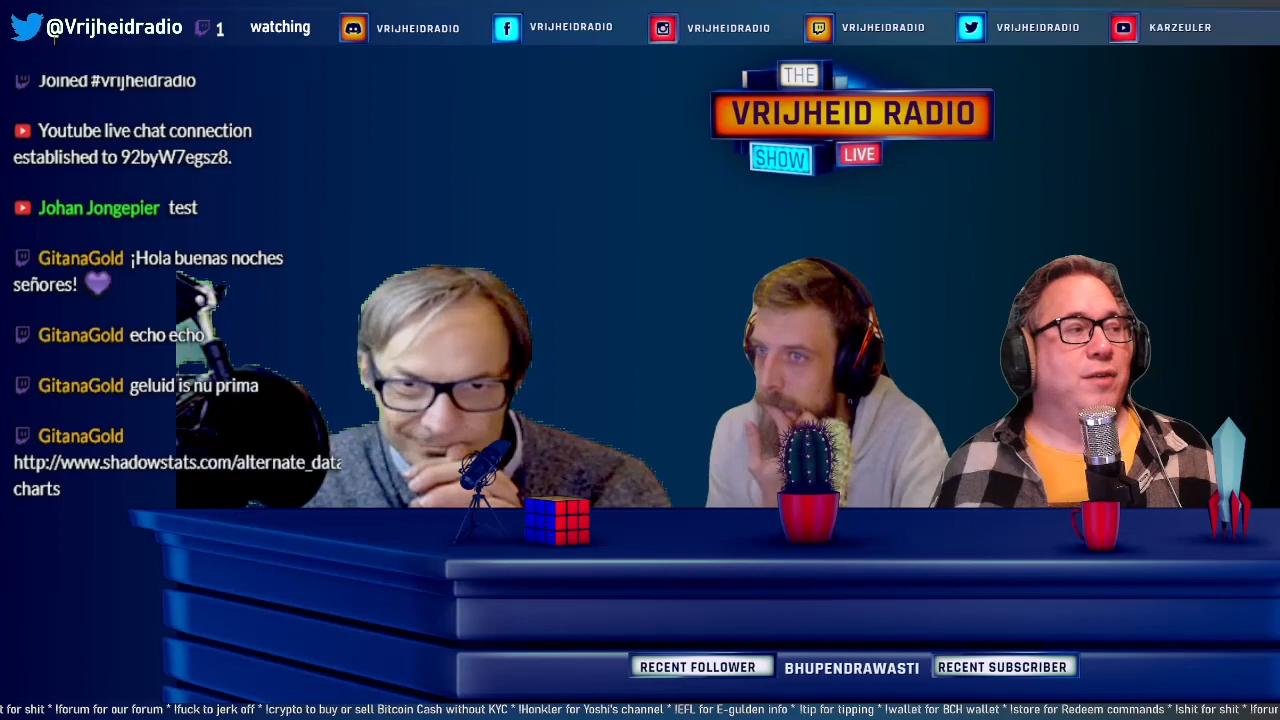 @Vrijheidradio 1 watching VRIJHEIDRADIO VRIJHEIDRADIO VRIJHEIDRADIO VRIJHEIDRADIO VRIJHEIDRADIO KARZEULER
THE
VRIJHEID RADIO
SHOW LIVE
Joined #vrijheidradio
Youtube live chat connection
established to 92byW7egsz8.
Johan Jongepier test
GitanaGold ¡Hola buenas noches
señores!
GitanaGold echo echo
GitanaGold geluid is nu prima
GitanaGold
http://www.shadowstats.com/alternate_data
charts
RECENT FOLLOWER BHUPENDRAWASTI RECENT SUBSCRIBER
t for shit * !forum for our forum * !fuck to jerk off * !crypto to buy or sell Bitcoin Cash without KYC * !Honkler for Yoshi's channel * !EFL for E-gulden info * !tip for tipping * !wallet for BCH wallet * !store for Redeem commands * !shit for shit * !forum